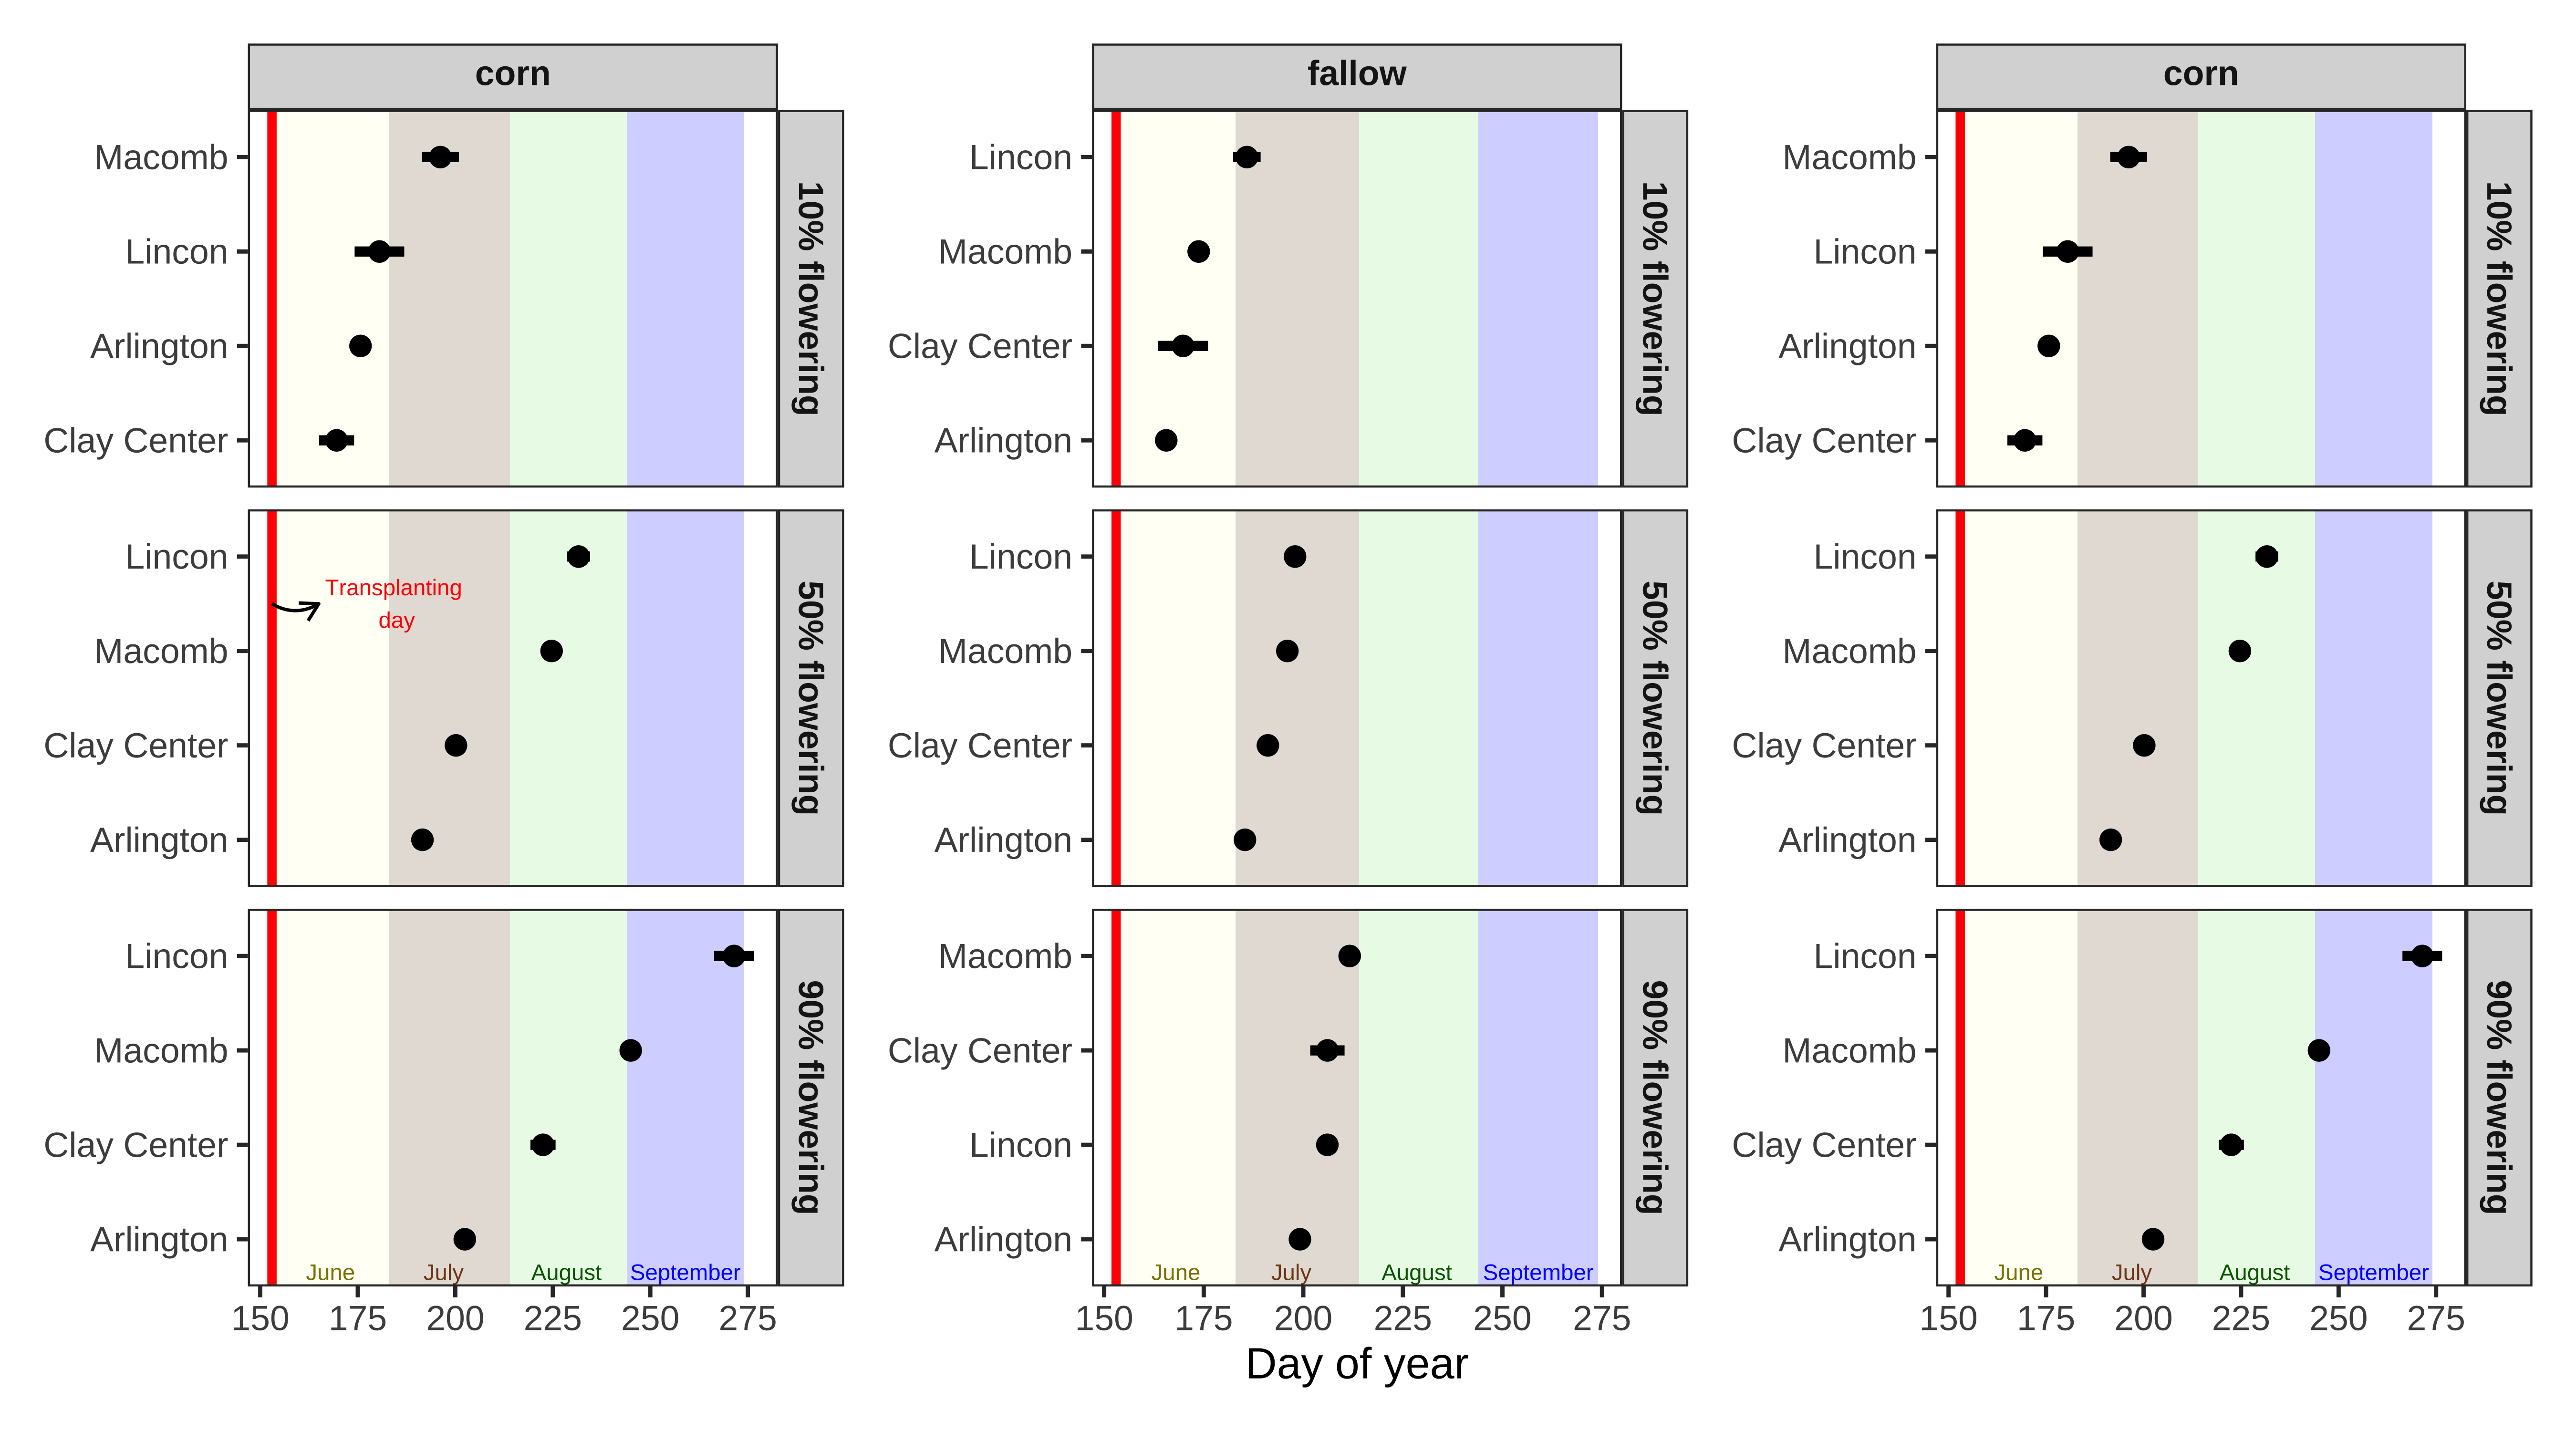 corn
fallow
corn
Macomb
Lincon
Arlington
Clay Center
10% flowering
Lincon
Macomb
Clay Center
Arlington
10% flowering
Macomb
Lincon
Arlington
Clay Center
10% flowering
Lincon
Macomb
Clay Center
Arlington
Transplanting
day
50% flowering
Lincon
Macomb
Clay Center
Arlington
50% flowering
Lincon
Macomb
Clay Center
Arlington
50% flowering
Lincon
Macomb
Clay Center
Arlington
June July August September
90% flowering
Macomb
Clay Center
Lincon
Arlington
June July August September
90% flowering
Lincon
Macomb
Clay Center
Arlington
June July August September
90% flowering
150 175 200 225 250 275
150 175 200 225 250 275
150 175 200 225 250 275
Day of year